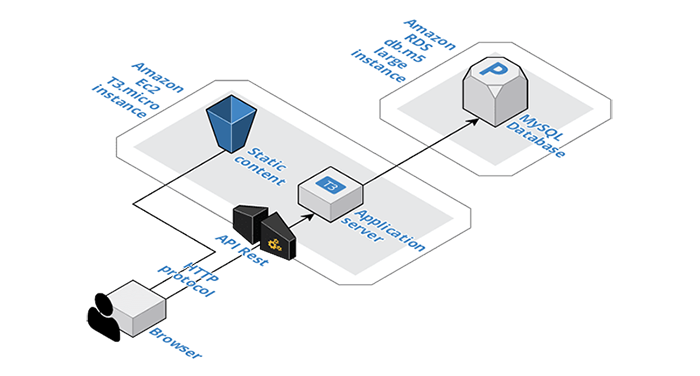 Amazon
RDS
db.m5
large
instance
P
MySQL
Database
Amazon
Ec2
T3.micro
instance
Static
content
T3
Application
server
API Rest
HTTP
protocol
Browser